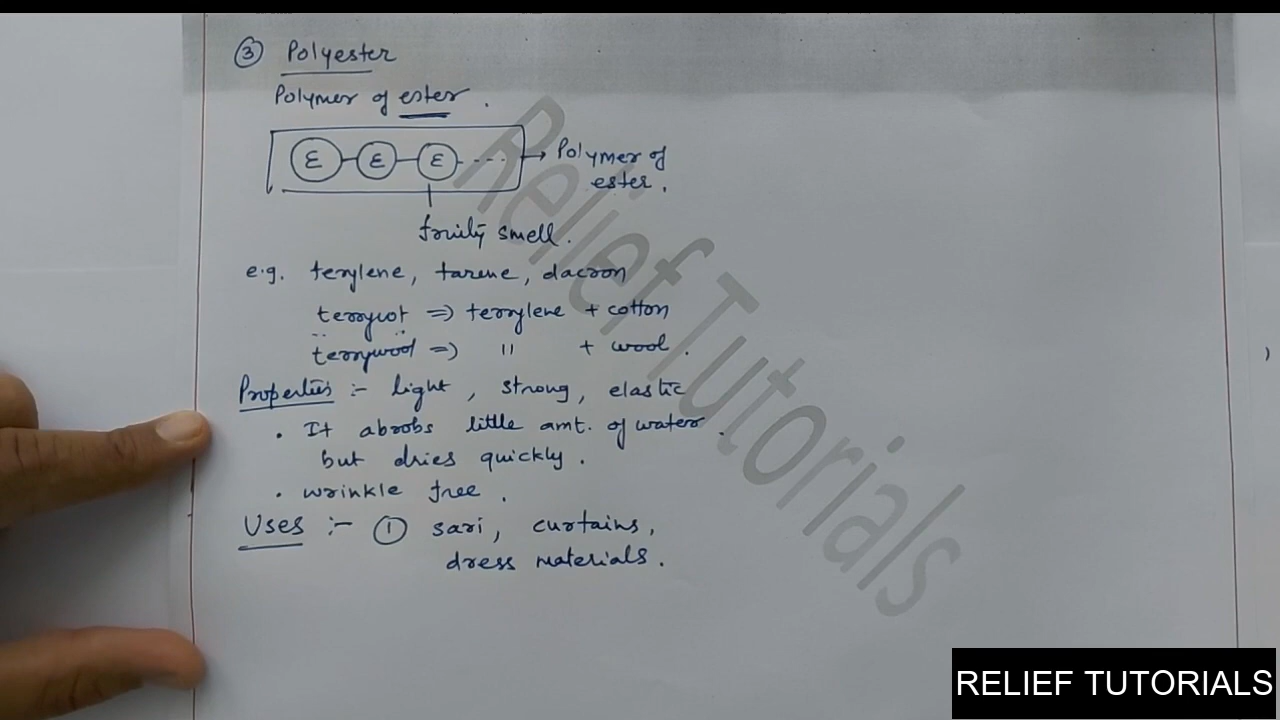 ③ Polyester
Polymer of ester.
ε ε ε → Polymer of
ester.
fruity smell.
e.g. terylene, tarene, dacron
terrycot ⇒ terrylene + cotton
terrywool ⇒ " + wool.
Properties :- light, strong, elastic
• It abrobs little amt. of water.
but dries quickly.
• wrinkle free.
Uses :- ① sari, curtains,
dress materials.
Relief Tutorials
RELIEF TUTORIALS